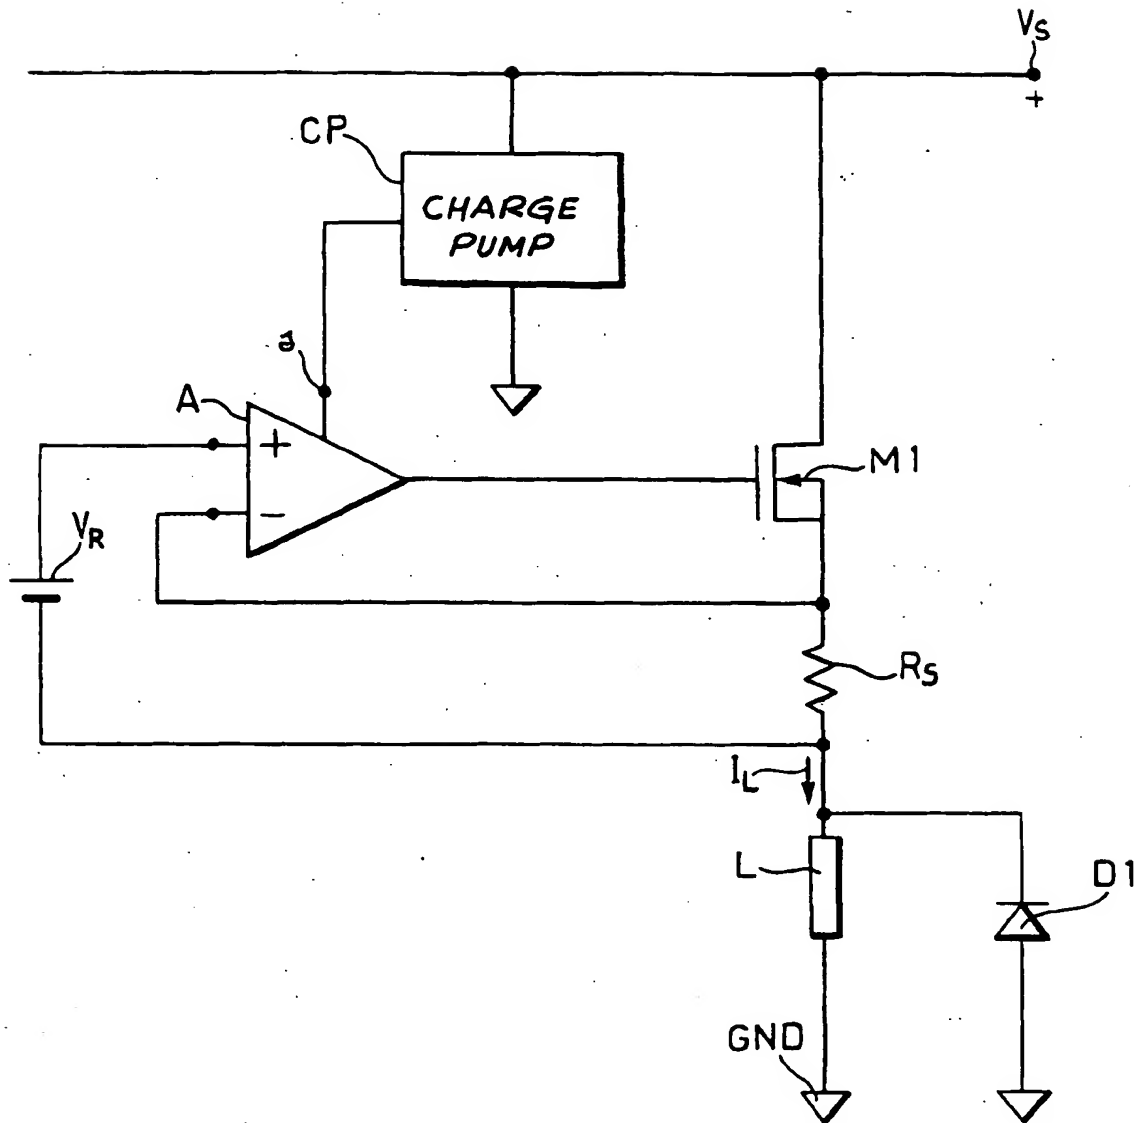 VS
+
CP
CHARGE
PUMP
a
A
+
M1
-
VR
RS
IL
L
D1
GND